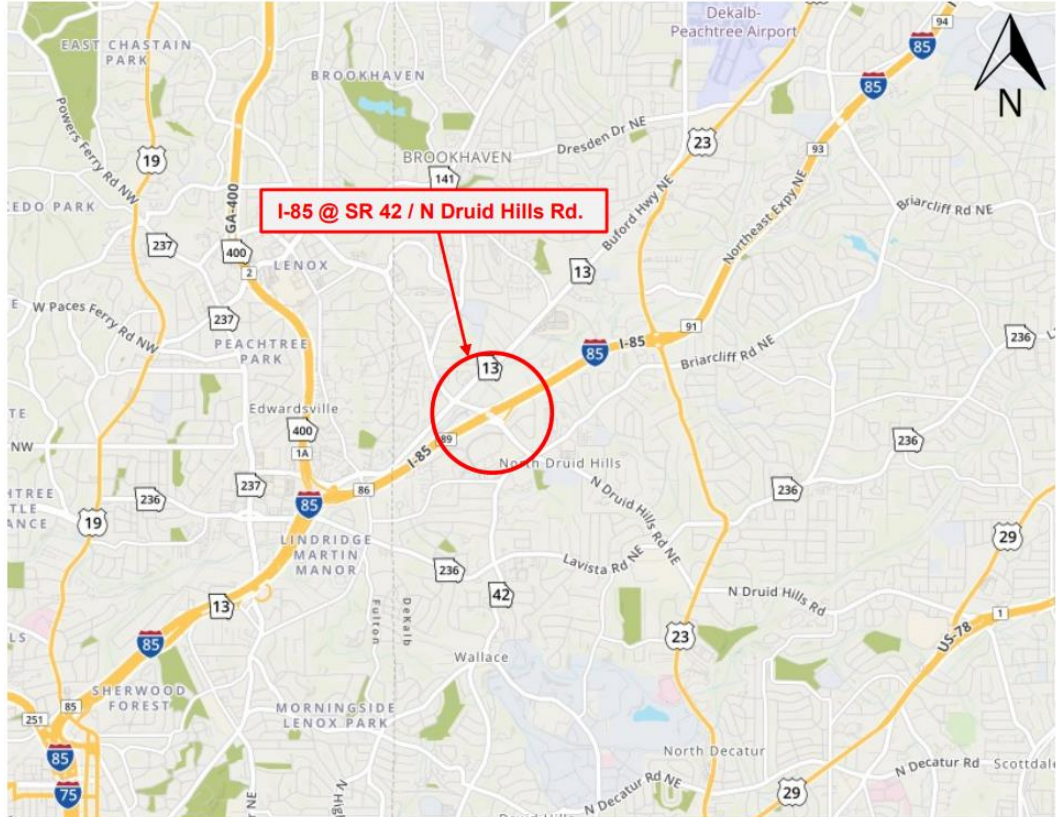 Dekalb-
Peachtree Airport
94
85
EAST CHASTAIN
PARK
BROOKHAVEN
85
N
Powers Ferry Rd NW
19
GA-400
Dresden Dr NE
23
93
BROOKHAVEN
141
I-85 @ SR 42 / N Druid Hills Rd.
Buford Hwy NE
Northeast Expy NE
Briarcliff Rd NE
EDO PARK
237
400
2
LENOX
13
W Paces Ferry Rd NW
237
PEACHTREE
PARK
91
236
85
I-85
Briarcliff Rd NE
13
Edwardsville
400
1A
89
I-85
North Druid Hills
236
NW
237
86
236
N Druid Hills Rd NE
236
85
19
29
LINDRIDGE
MARTIN
MANOR
236
Lavista Rd NE
42
N Druid Hills Rd
1
13
Fulton
Dekalb
23
US-78
85
Wallace
SHERWOOD
FOREST
85
251
MORNINGSIDE
LENOX PARK
85
North Decatur
N Decatur Rd
Scottdale
75
N Decatur Rd NE
29